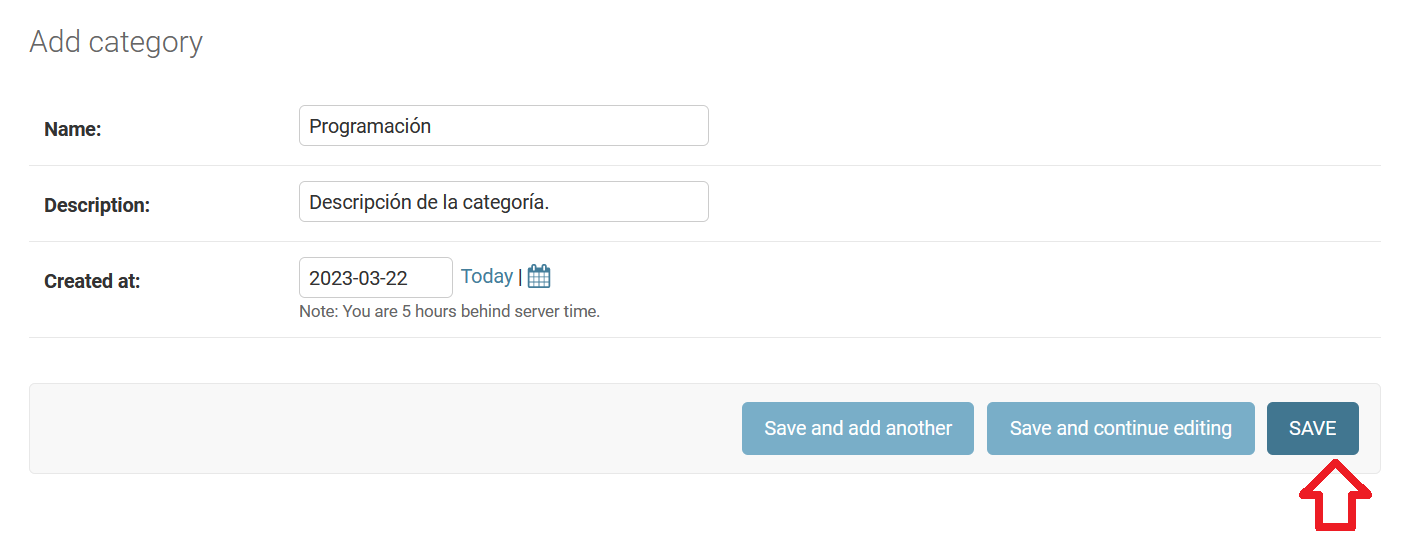 Add category
Name:
Programación
Description:
Descripción de la categoría.
Created at:
2023-03-22 Today |
Note: You are 5 hours behind server time.
Save and add another Save and continue editing SAVE